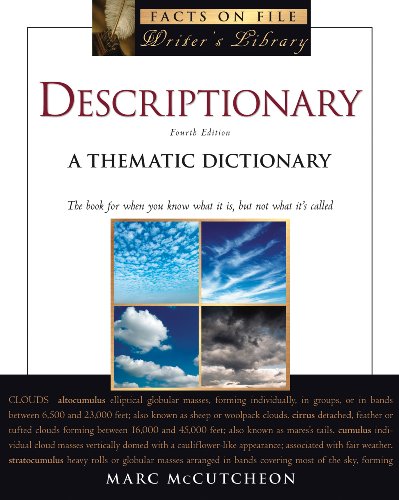 FACTS ON FILE
Writer's Library
DESCRIPTIONARY
Fourth Edition
A THEMATIC DICTIONARY
The book for when you know what it is, but not what it's called
CLOUDS altocumulus elliptical globular masses, forming individually, in groups, or in bands
between 6,500 and 23,000 feet; also known as sheep or woolpack clouds. cirrus detached, feather or
tufted clouds forming between 16,000 and 45,000 feet; also known as mares's tails. cumulus indi-
vidual cloud masses vertically domed with a cauliflower-like appearance; associated with fair weather.
stratocumulus heavy rolls or globular masses arranged in bands covering most of the sky, forming
MARC MCCUTCHEON